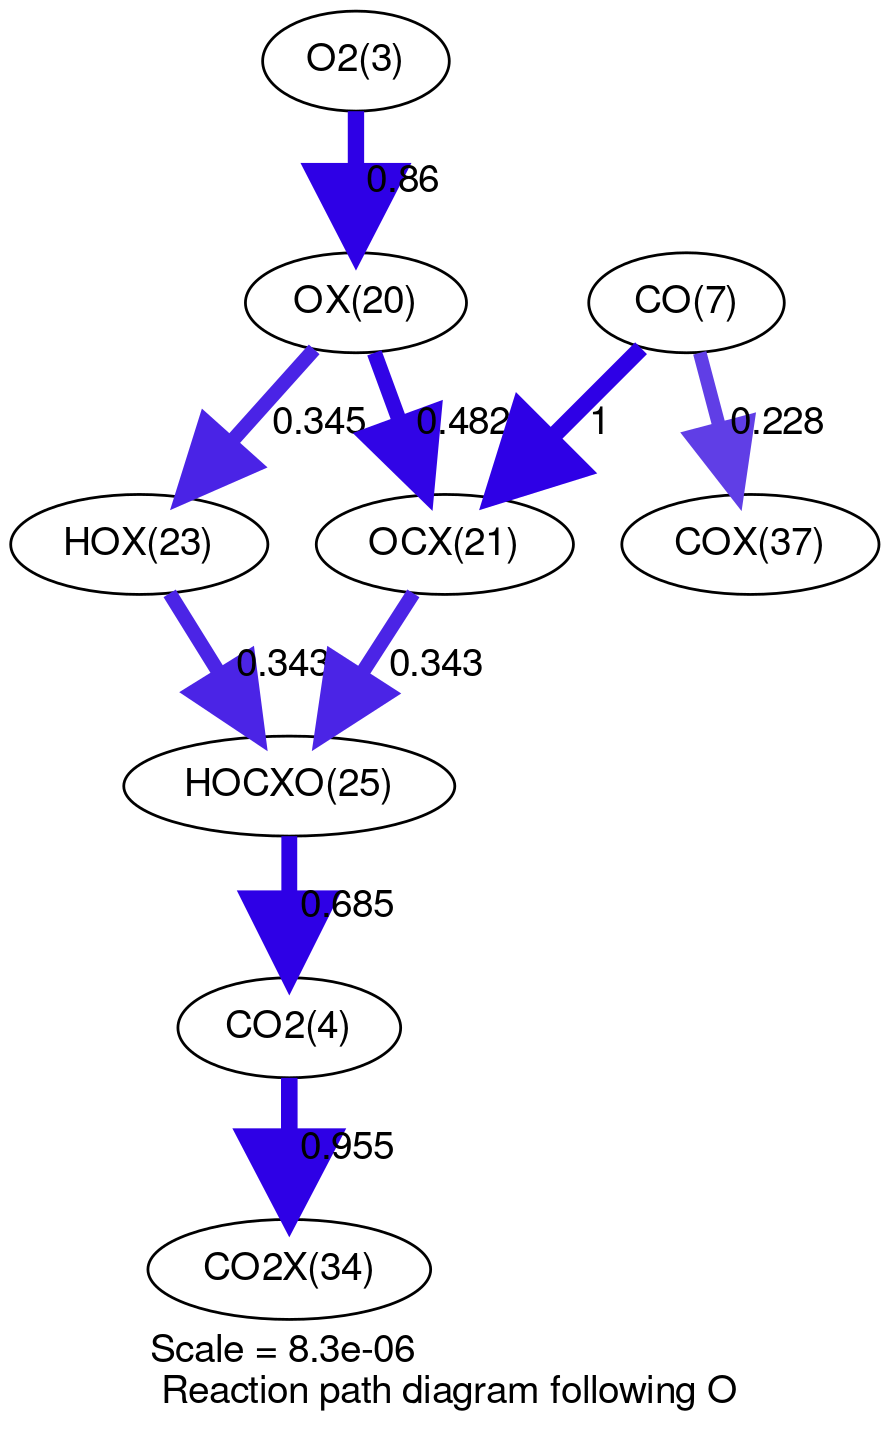 O2(3)
0.86
OX(20)
CO(7)
0.345
0.482
1
0.228
HOX(23)
OCX(21)
COX(37)
0.343
0.343
HOCXO(25)
0.685
CO2(4)
0.955
CO2X(34)
Scale = 8.3e-06
Reaction path diagram following O